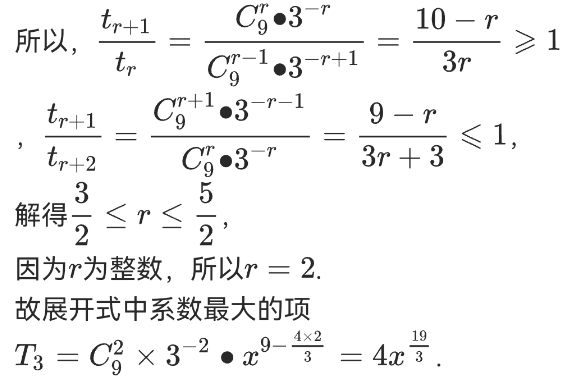 所以，$\frac{t_{r+1}}{t_r} = \frac{C_9^r \bullet 3^{-r}}{C_9^{r-1} \bullet 3^{-r+1}} = \frac{10-r}{3r} \geqslant 1$
，$\frac{t_{r+1}}{t_{r+2}} = \frac{C_9^{r+1} \bullet 3^{-r-1}}{C_9^r \bullet 3^{-r}} = \frac{9-r}{3r+3} \leqslant 1$，
解得$\frac{3}{2} \leq r \leq \frac{5}{2}$，
因为$r$为整数，所以$r = 2$.
故展开式中系数最大的项
$T_3 = C_9^2 \times 3^{-2} \bullet x^{9-\frac{4 \times 2}{3}} = 4x^{\frac{19}{3}}$.